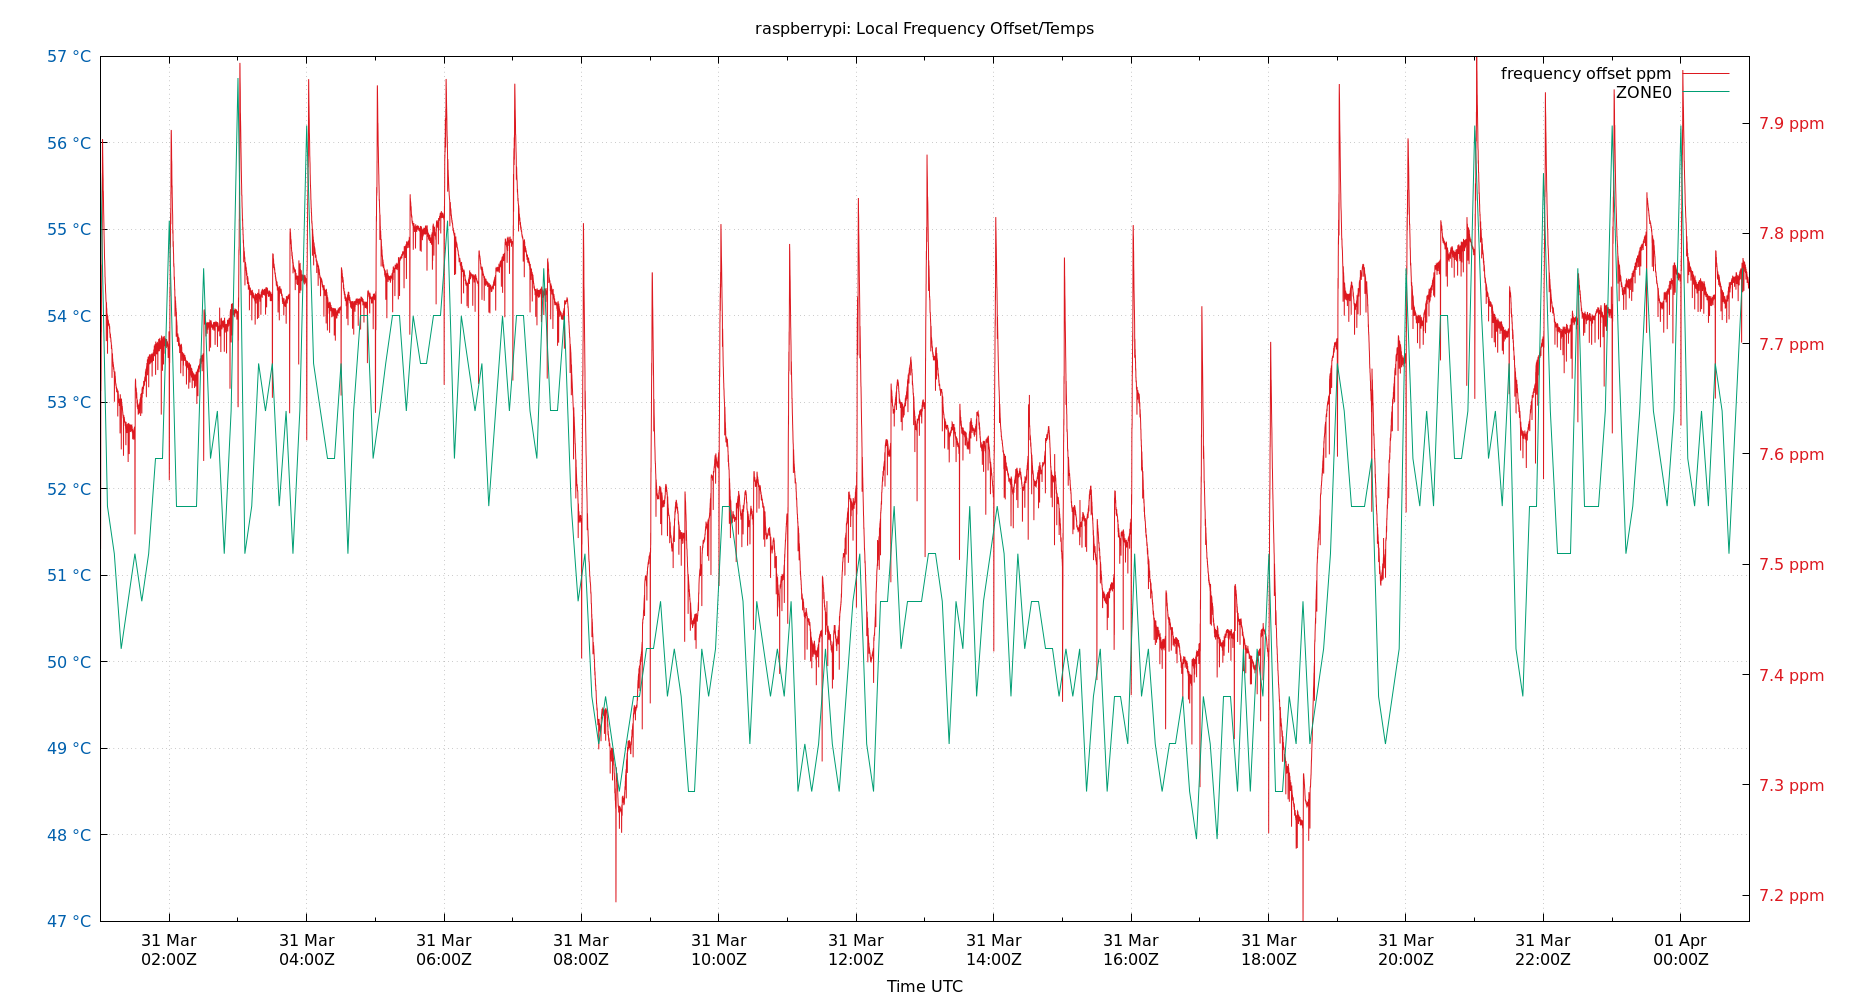 raspberrypi: Local Frequency Offset/Temps
57 °C
56 °C
55 °C
54 °C
53 °C
52 °C
51 °C
50 °C
49 °C
48 °C
47 °C
frequency offset ppm
ZONE0
7.9 ppm
7.8 ppm
7.7 ppm
7.6 ppm
7.5 ppm
7.4 ppm
7.3 ppm
7.2 ppm
31 Mar 31 Mar 31 Mar 31 Mar 31 Mar 31 Mar 31 Mar 31 Mar 31 Mar 31 Mar 31 Mar 01 Apr
02:00Z 04:00Z 06:00Z 08:00Z 10:00Z 12:00Z 14:00Z 16:00Z 18:00Z 20:00Z 22:00Z 00:00Z
Time UTC